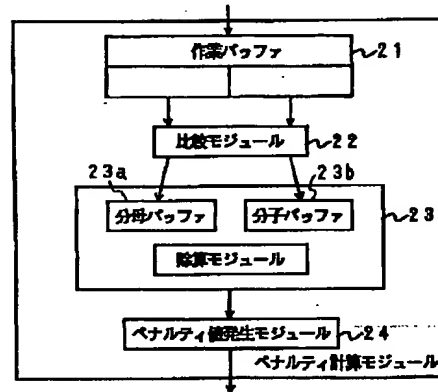 作業バッファ
21
比較モジュール
22
23a
23b
分母バッファ
分子バッファ
23
除算モジュール
ペナルティ値発生モジュール
24
ペナルティ計算モジュール